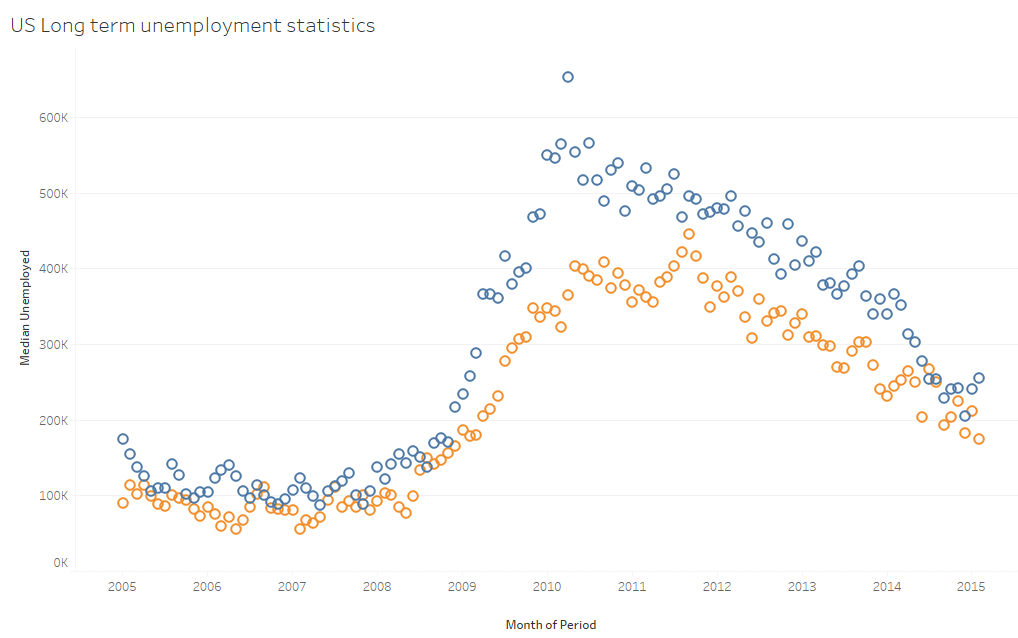 US Long term unemployment statistics
600K
500K
400K
300K
200K
100K
0K
Median Unemployed
2005 2006 2007 2008 2009 2010 2011 2012 2013 2014 2015
Month of Period